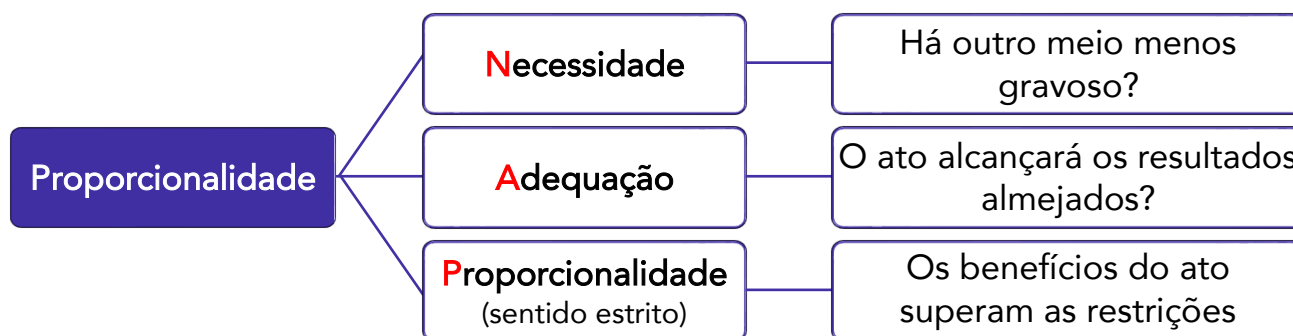 Proporcionalidade
Necessidade
Há outro meio menos
gravoso?
Adequação
O ato alcançará os resultados
almejados?
Proporcionalidade
(sentido estrito)
Os benefícios do ato
superam as restrições